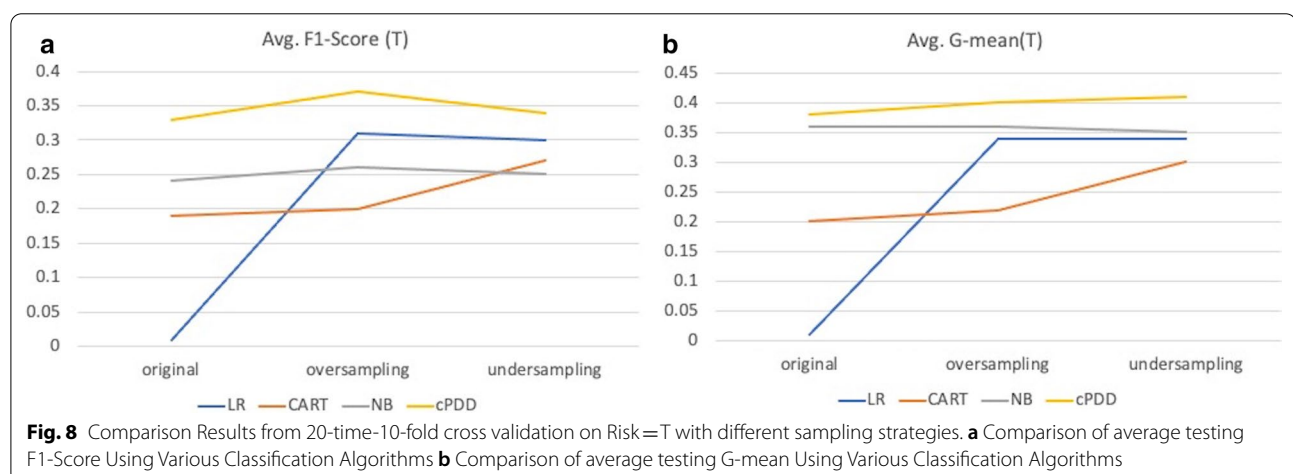 a
Avg. F1-Score (T)
0.4
0.35
0.3
0.25
0.2
0.15
0.1
0.05
0
original oversampling undersampling
LR CART NB cPDD
b
Avg. G-mean(T)
0.45
0.4
0.35
0.3
0.25
0.2
0.15
0.1
0.05
0
original oversampling undersampling
LR CART NB cPDD
Fig. 8 Comparison Results from 20-time-10-fold cross validation on Risk=T with different sampling strategies. a Comparison of average testing
F1-Score Using Various Classification Algorithms b Comparison of average testing G-mean Using Various Classification Algorithms